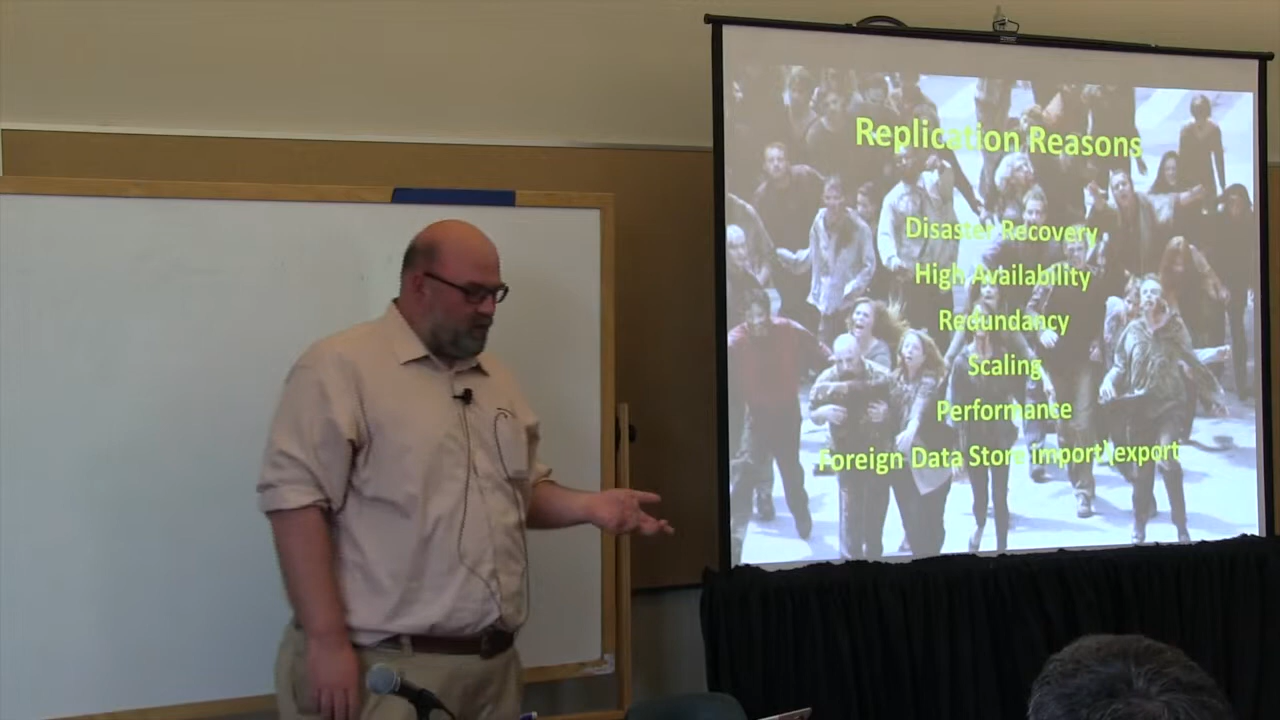 Replication Reasons
Disaster Recovery
High Availability
Redundancy
Scaling
Performance
Foreign Data Store import\export